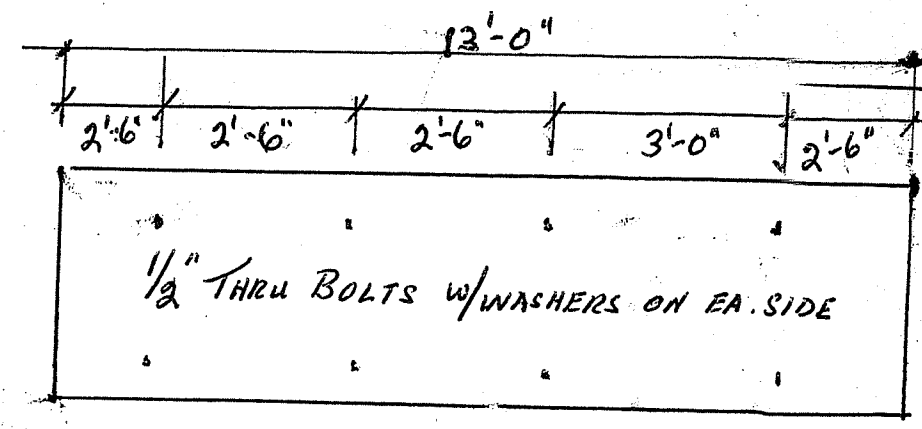 13'-0"
2'-6" 2'-6" 2'-6" 3'-0" 2'-6"
1/2" THRU BOLTS W/WASHERS ON EA. SIDE